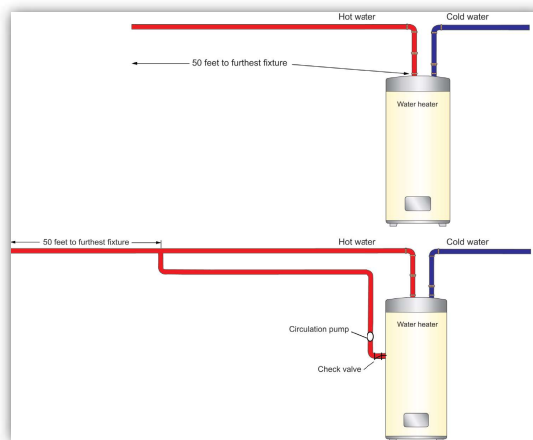 Hot water
Cold water
50 feet to furthest fixture
Water heater
50 feet to furthest fixture
Hot water
Cold water
Water heater
Circulation pump
Check valve